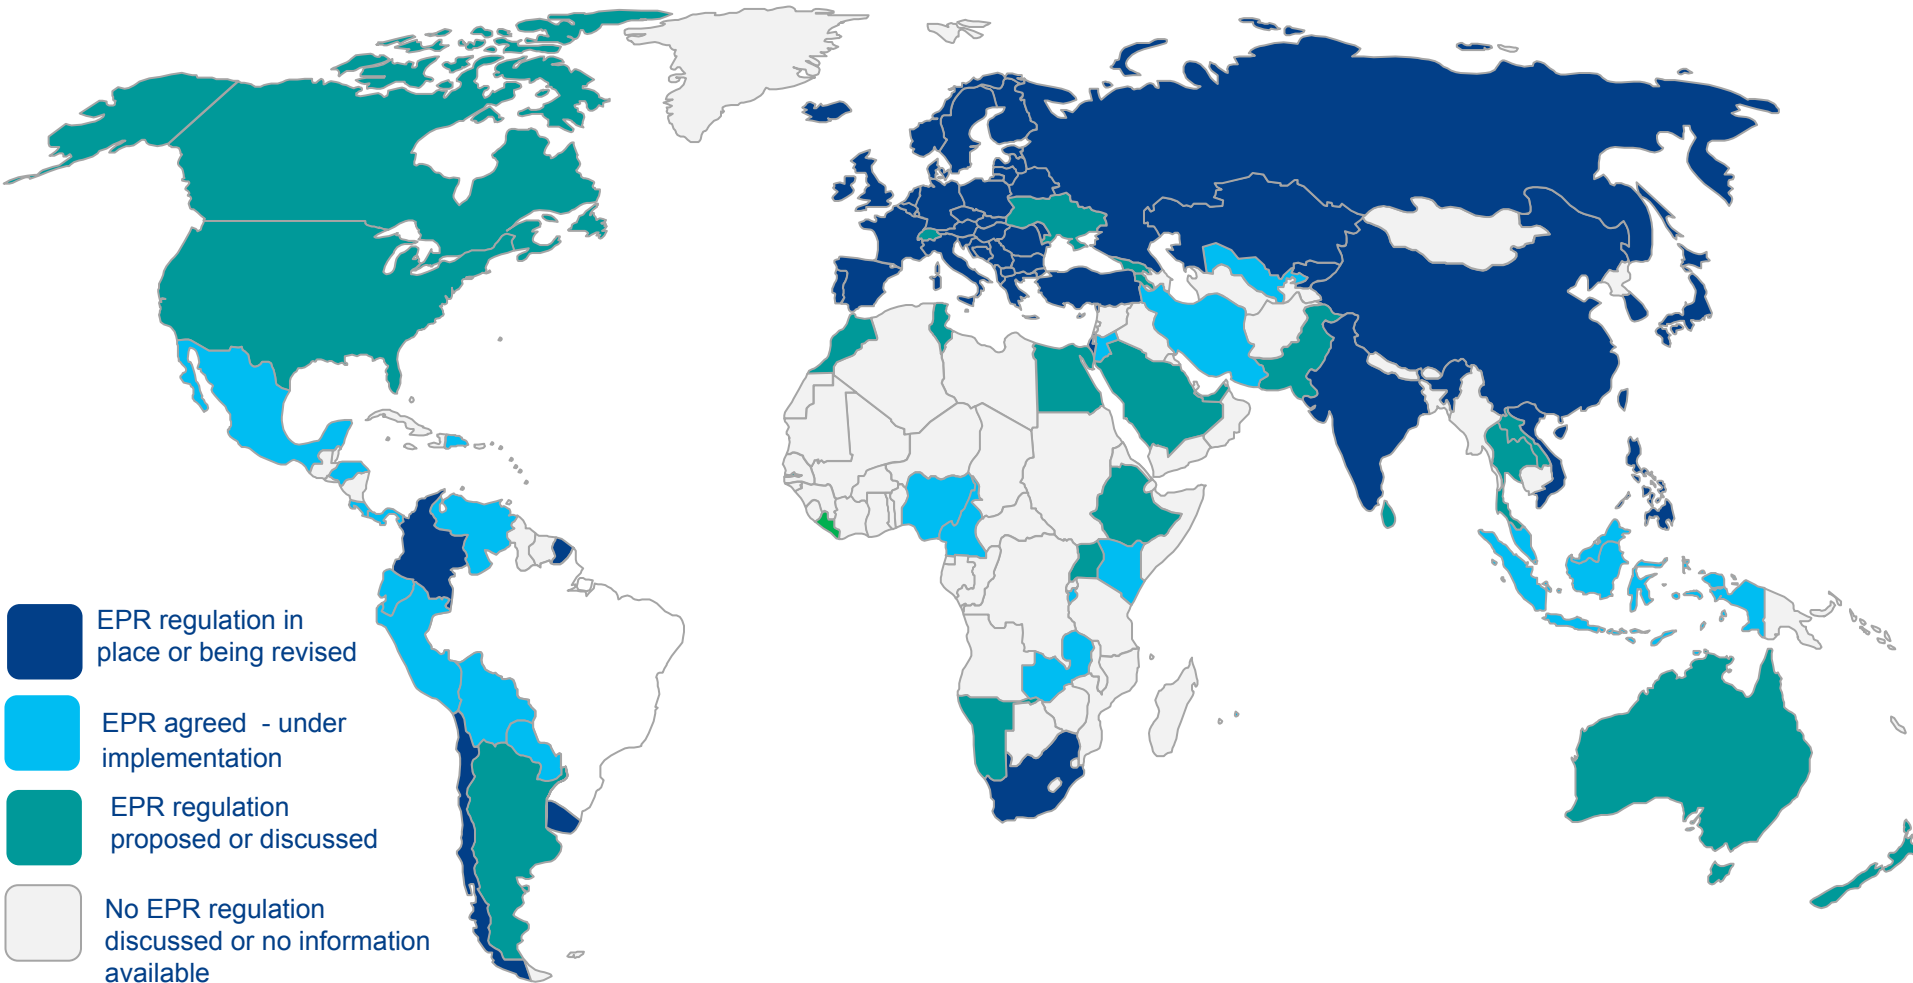 EPR regulation in
place or being revised
EPR agreed - under
implementation
EPR regulation
proposed or discussed
No EPR regulation
discussed or no information
available